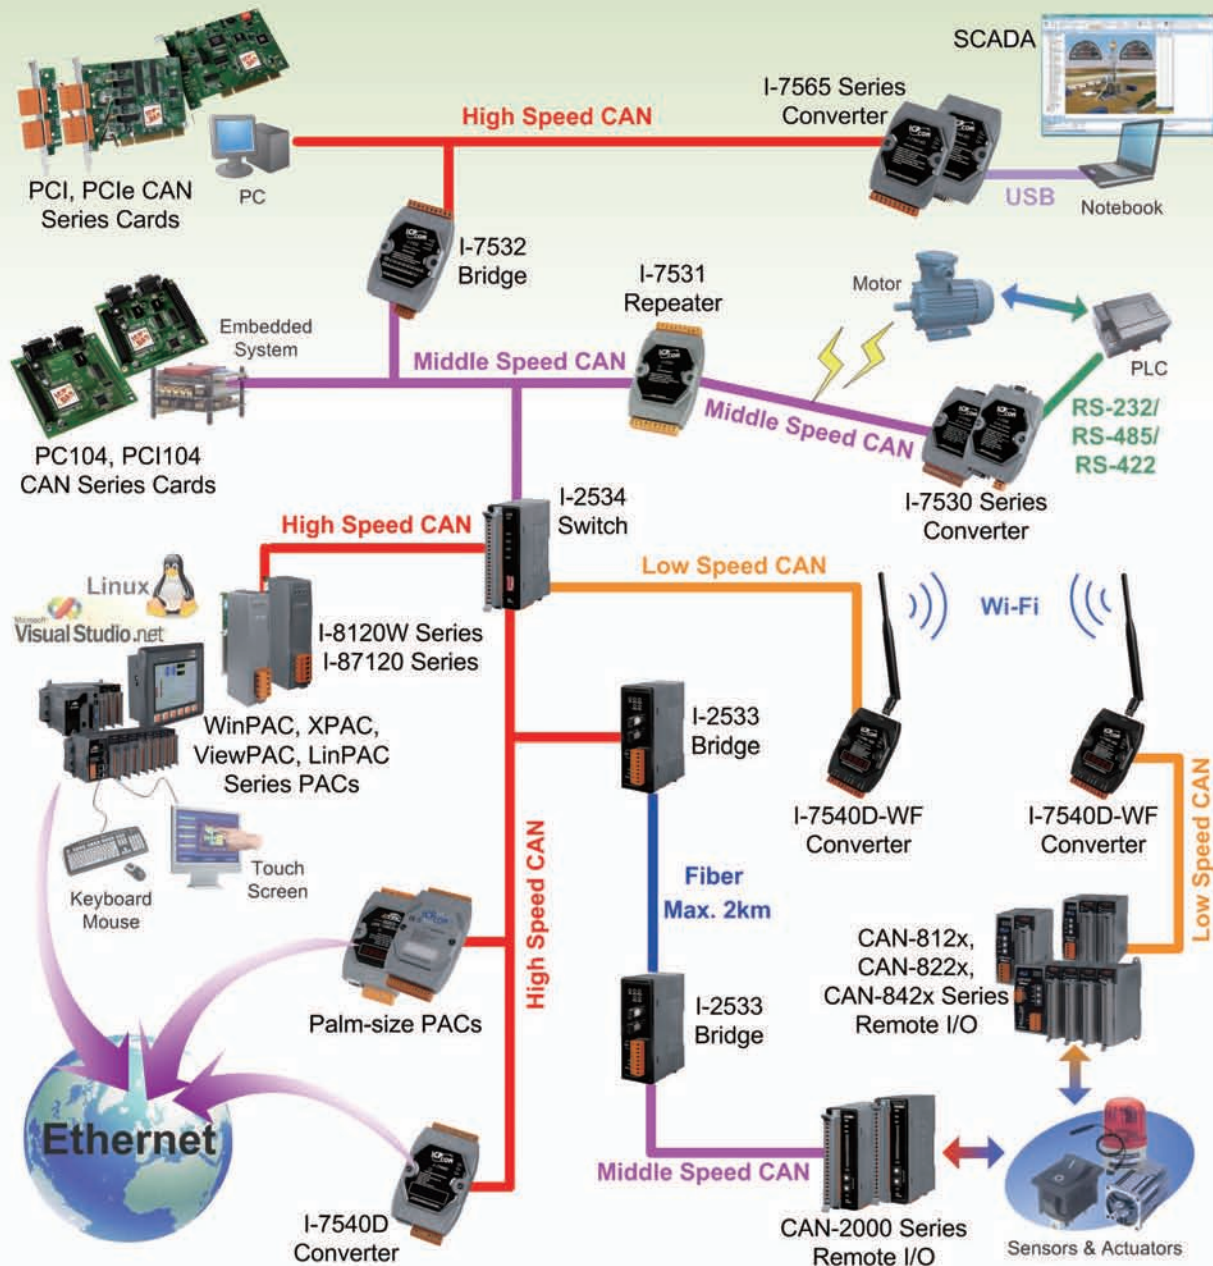 SCADA
I-7565 Series
Converter
High Speed CAN
PCI, PCIe CAN
Series Cards
PC
USB
Notebook
I-7532
Bridge
I-7531
Repeater
Motor
PLC
Embedded
System
Middle Speed CAN
Middle Speed CAN
RS-232/
RS-485/
RS-422
PC104, PCI104
CAN Series Cards
I-7530 Series
Converter
I-2534
Switch
High Speed CAN
Low Speed CAN
Wi-Fi
Linux
Microsoft
Visual Studio.net
I-8120W Series
I-87120 Series
WinPAC, XPAC,
ViewPAC, LinPAC
Series PACs
I-2533
Bridge
I-7540D-WF
Converter
I-7540D-WF
Converter
Low Speed CAN
Keyboard
Mouse
Touch
Screen
High Speed CAN
Fiber
Max. 2km
CAN-812x,
CAN-822x,
CAN-842x Series
Remote I/O
Palm-size PACs
I-2533
Bridge
Ethernet
Middle Speed CAN
I-7540D
Converter
CAN-2000 Series
Remote I/O
Sensors & Actuators